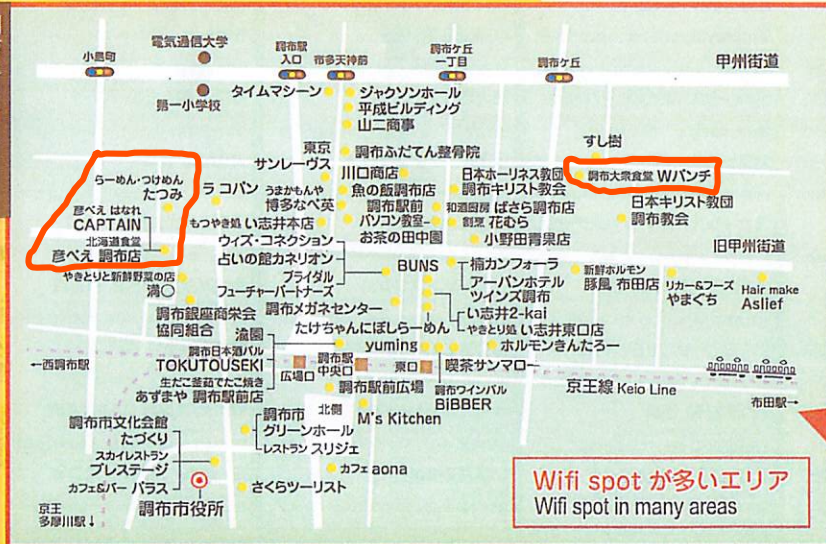 電気通信大学
小島町
調布駅
入口
布多天神前
調布ケ丘
一丁目
調布ケ丘
甲州街道
第一小学校
タイムマシーン
ジャクソンホール
平成ビルディング
山二商事
東京
サンレーヴス
調布ふだてん整骨院
すし樹
らーめん・つけめん
たつみ
ラ コパン
川口商店
うまかもんや
博多なべ英
魚の飯調布店
日本ホーリネス教団
調布キリスト教会
調布大衆食堂 Wパンチ
彦べえ はなれ
CAPTAIN
北海道食堂
彦べえ 調布店
もつやき処 い志井本店
調布駅前
パソコン教室
お茶の田中園
和酒厨房 ばさら調布店
割烹 花むら
小野田青果店
日本キリスト教団
調布教会
旧甲州街道
ウィズ・コネクション
占いの館カネリオン
ブライダル
フューチャーパートナーズ
BUNS
楠カンフォーラ
アーバンホテル
ツインズ調布
新鮮ホルモン
豚風 布田店
リカー&フーズ
やまぐち
Hair make
Aslief
やきとりと新鮮野菜の店
満〇
調布銀座商栄会
協同組合
調布メガネセンター
い志井2-kai
やきとり処 い志井東口店
たけちゃんにぼしらーめん
yuming
ホルモンきんたろー
滝園
調布日本酒バル
TOKUTOUSEKI
生だこ釜茹でたこ焼き
あずまや 調布駅前店
←西調布駅
広場口
調布駅
中央口
東口
喫茶サンマロー
京王線 Keio Line
布田駅→
調布駅前広場
調布ワインバル
BiBBER
北側
M's Kitchen
調布市
グリーンホール
レストラン スリジェ
調布市文化会館
たづくり
スカイレストラン
プレステージ
カフェ&バー パラス
カフェ aona
さくらツーリスト
調布市役所
京王
多摩川駅↓
Wifi spot が多いエリア
Wifi spot in many areas